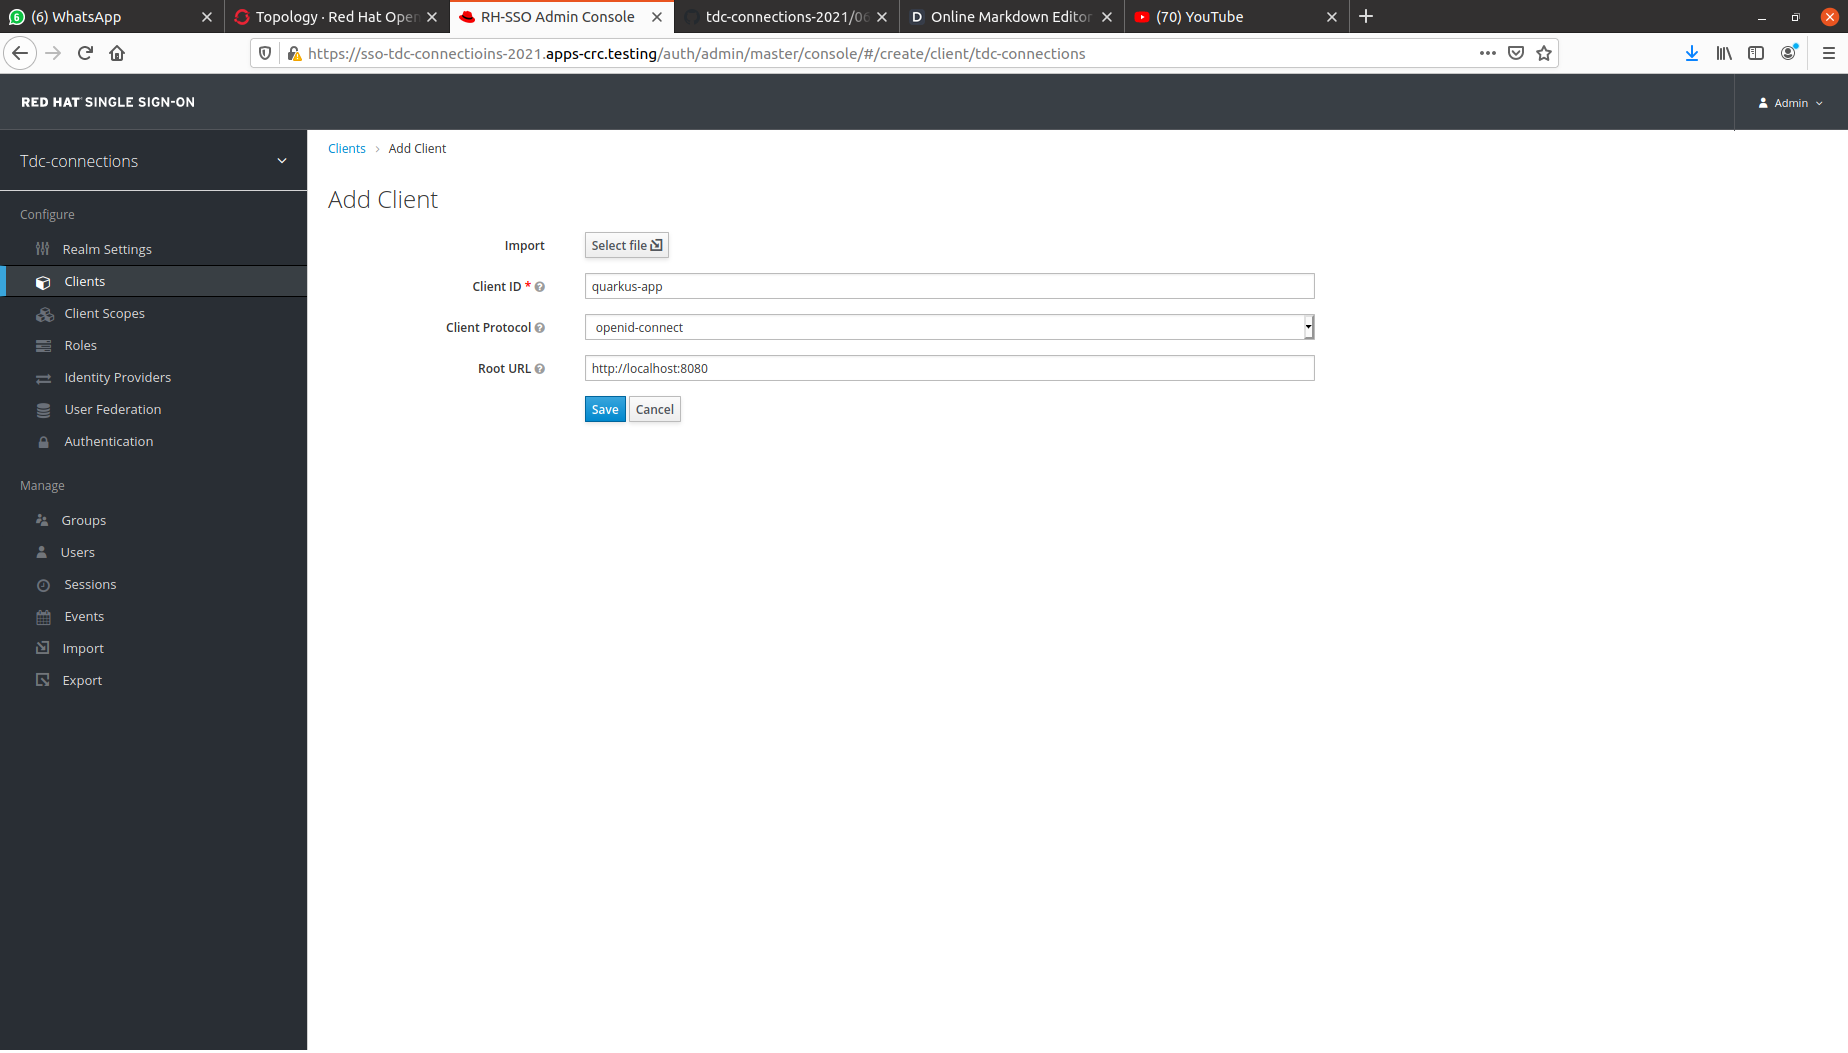 (6) WhatsApp
Topology · Red Hat Open
RH-SSO Admin Console
tdc-connections-2021/06
Online Markdown Editor
(70) YouTube
https://sso-tdc-connectioins-2021.apps-crc.testing/auth/admin/master/console/#/create/client/tdc-connections
RED HAT SINGLE SIGN-ON
Admin
Tdc-connections
Configure
Realm Settings
Clients
Client Scopes
Roles
Identity Providers
User Federation
Authentication
Manage
Groups
Users
Sessions
Events
Import
Export
Clients > Add Client
Add Client
Import Select file
Client ID * quarkus-app
Client Protocol openid-connect
Root URL http://localhost:8080
Save Cancel